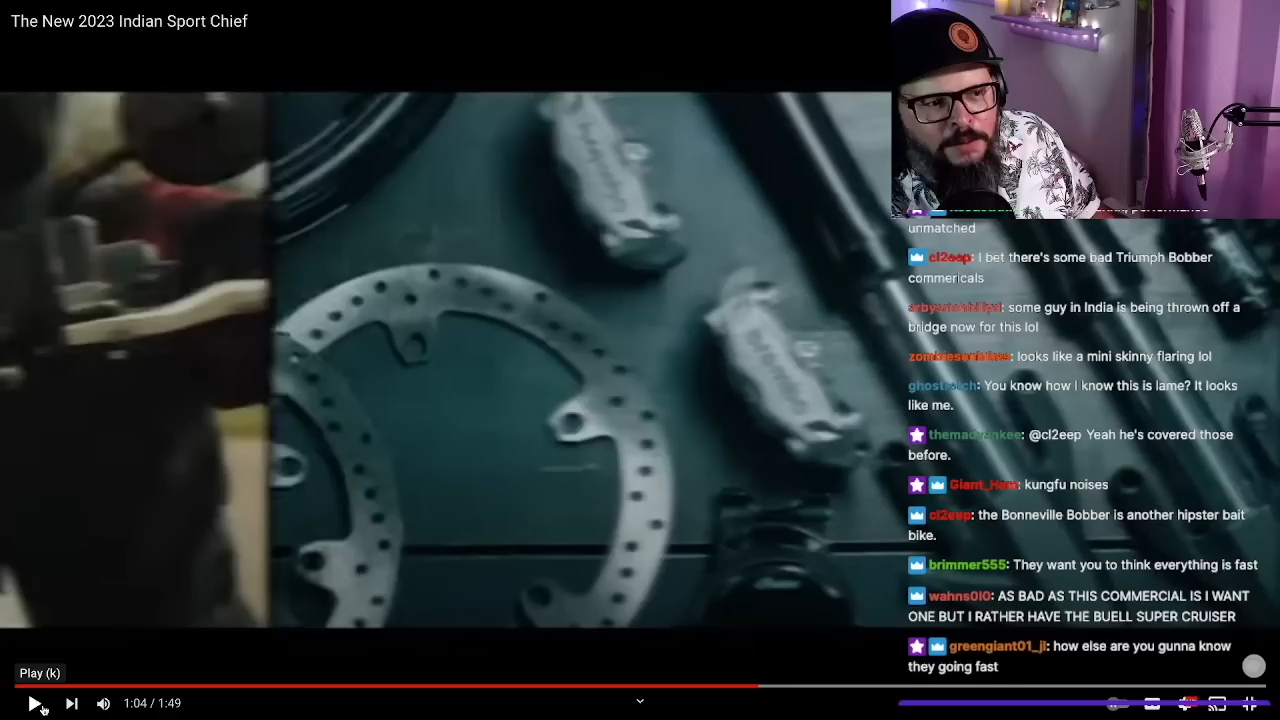 The New 2023 Indian Sport Chief
unmatched
cl2eep: I bet there's some bad Triumph Bobber
commericals
some guy in India is being thrown off a
bridge now for this lol
looks like a mini skinny flaring lol
You know how I know this is lame? It looks
like me.
themadyankee: @cl2eep Yeah he's covered those
before.
kungfu noises
cl2eep: the Bonneville Bobber is another hipster bait
bike.
brimmer555: They want you to think everything is fast
wahns0l0: AS BAD AS THIS COMMERCIAL IS I WANT
ONE BUT I RATHER HAVE THE BUELL SUPER CRUISER
greengiant01_jl: how else are you gunna know
they going fast
Play (k)
1:04 / 1:49